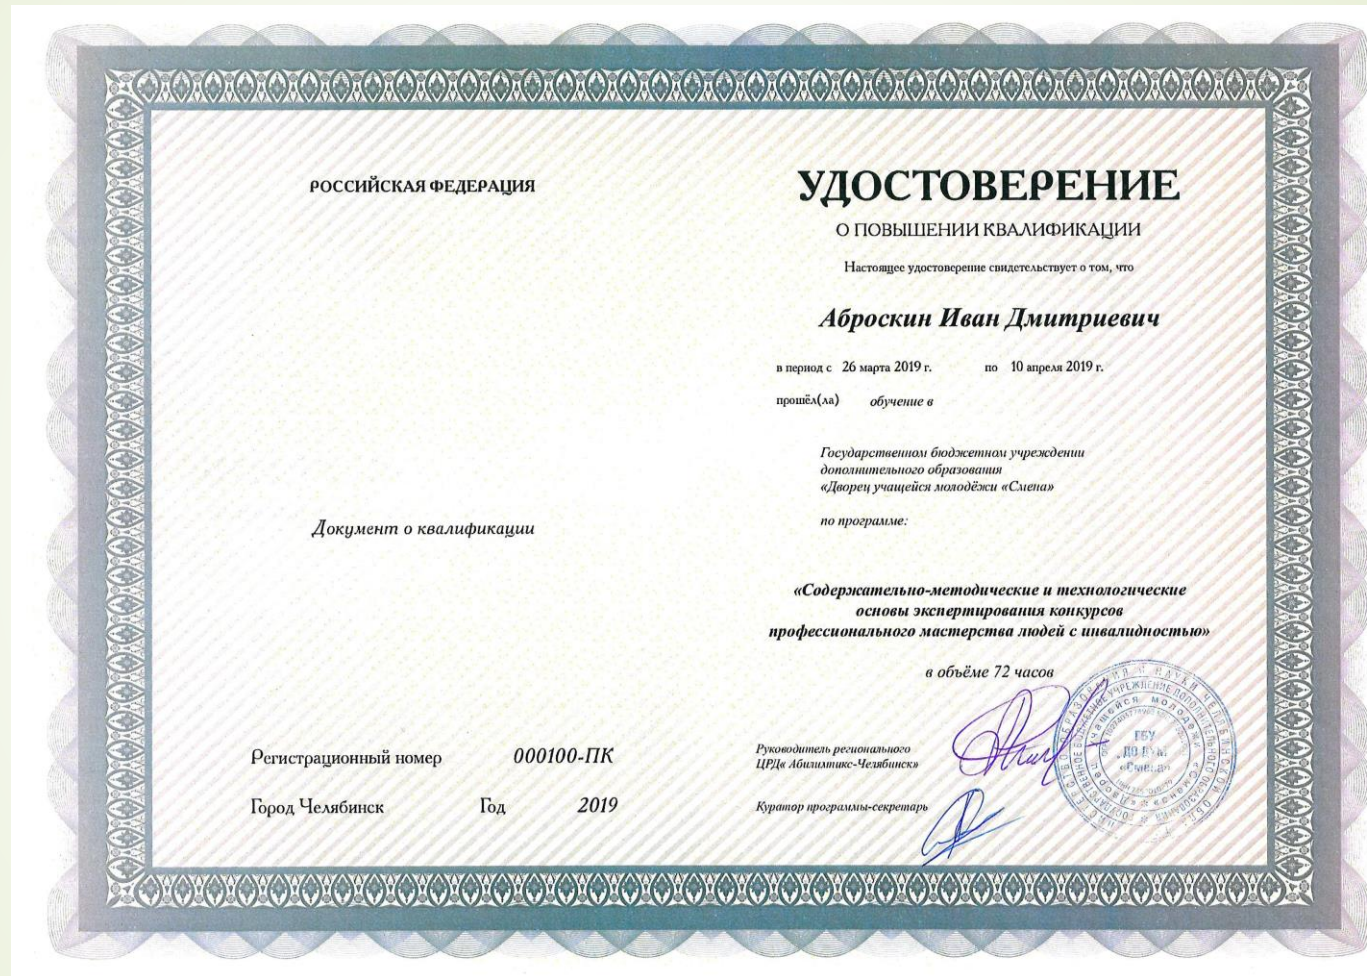 РОССИЙСКАЯ ФЕДЕРАЦИЯ
Документ о квалификации
Регистрационный номер 000100-ПК
Город Челябинск Год 2019
УДОСТОВЕРЕНИЕ
О ПОВЫШЕНИИ КВАЛИФИКАЦИИ
Настоящее удостоверение свидетельствует о том, что
Аброскин Иван Дмитриевич
в период с 26 марта 2019 г. по 10 апреля 2019 г.
прошёл(ла) обучение в
Государственном бюджетном учреждении
дополнительного образования
«Дворец учащейся молодёжи «Смена»
по программе:
«Содержательно-методические и технологические
основы экспертирования конкурсов
профессионального мастерства людей с инвалидностью»
в объёме 72 часов
Руководитель регионального
ЦРД« Абилимпикс-Челябинск»
Куратор программы-секретарь
ГБУ
«Смена»